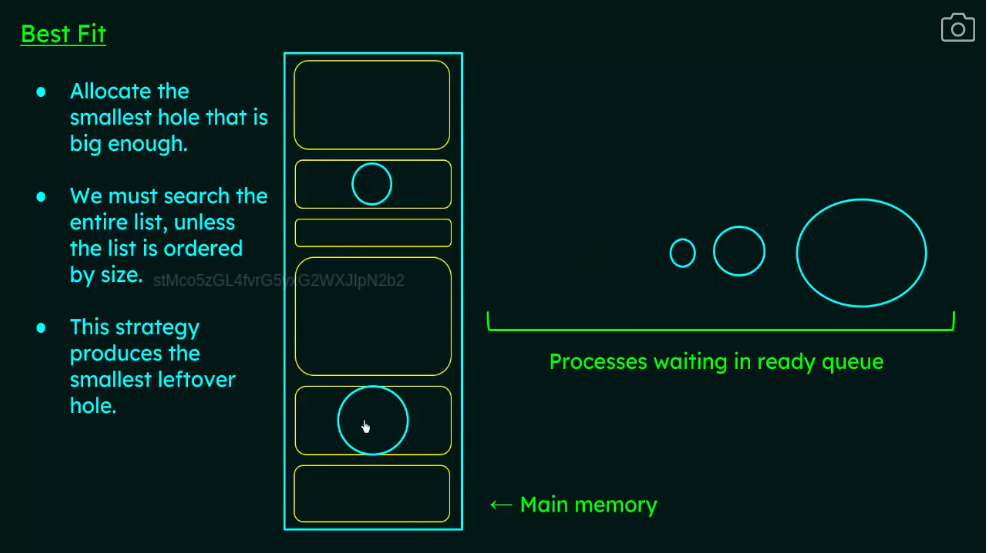 Best Fit
● Allocate the
smallest hole that is
big enough.
● We must search the
entire list, unless
the list is ordered
by size.
● This strategy
produces the
smallest leftover
hole.
Processes waiting in ready queue
← Main memory